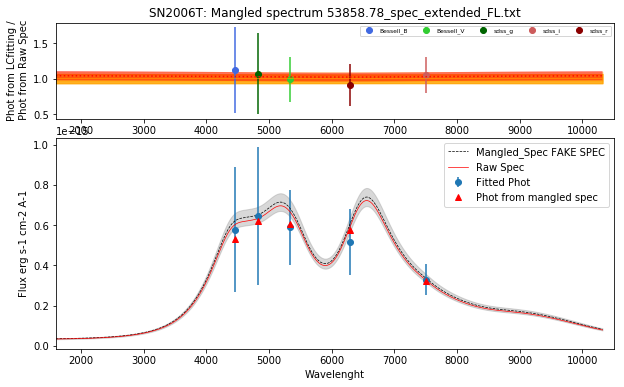 SN2006T: Mangled spectrum 53858.78_spec_extended_FL.txt
Phot from LCfitting /
Phot from Raw Spec
1.5
1.0
0.5
Bessell_B
Bessell_V
sdss_g
sdss_i
sdss_r
2000 3000 4000 5000 6000 7000 8000 9000 10000
Flux erg s-1 cm-2 A-1
1.0
0.8
0.6
0.4
0.2
0.0
Mangled_Spec FAKE SPEC
Raw Spec
Fitted Phot
Phot from mangled spec
2000 3000 4000 5000 6000 7000 8000 9000 10000
Wavelenght